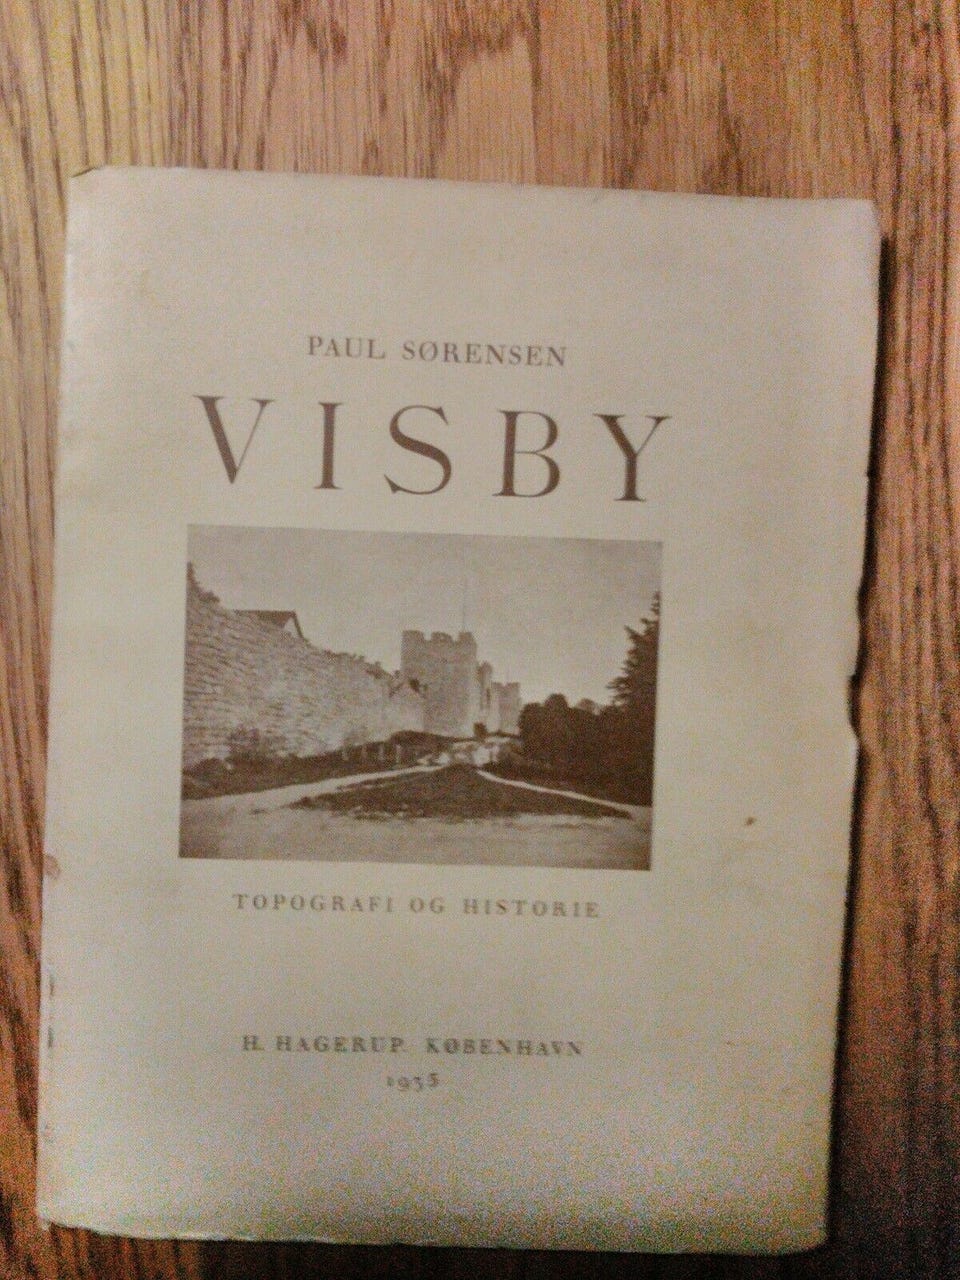 PAUL SØRENSEN
VISBY
TOPOGRAFI OG HISTORIE
H. HAGERUP. KØBENHAVN
1935